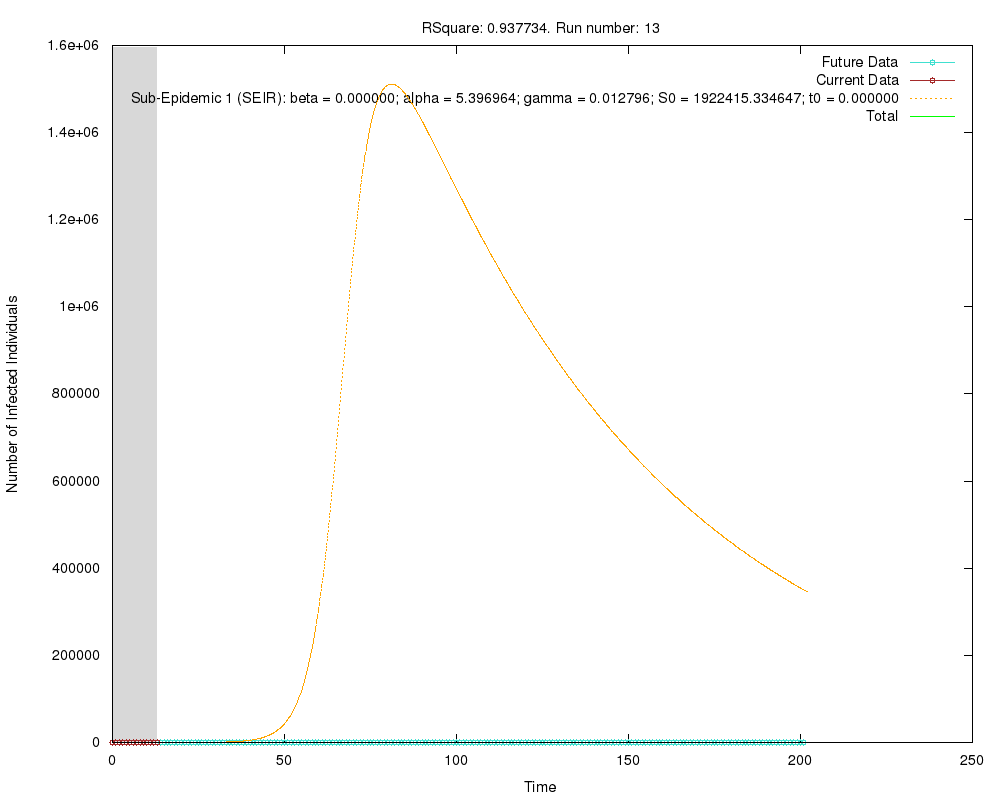 RSquare: 0.937734. Run number: 13
1.6e+06
1.4e+06
1.2e+06
1e+06
800000
600000
400000
200000
0
Number of Infected Individuals
Future Data
Current Data
Sub-Epidemic 1 (SEIR): beta = 0.000000; alpha = 5.396964; gamma = 0.012796; S0 = 1922415.334647; t0 = 0.000000
Total
0 50 100 150 200 250
Time